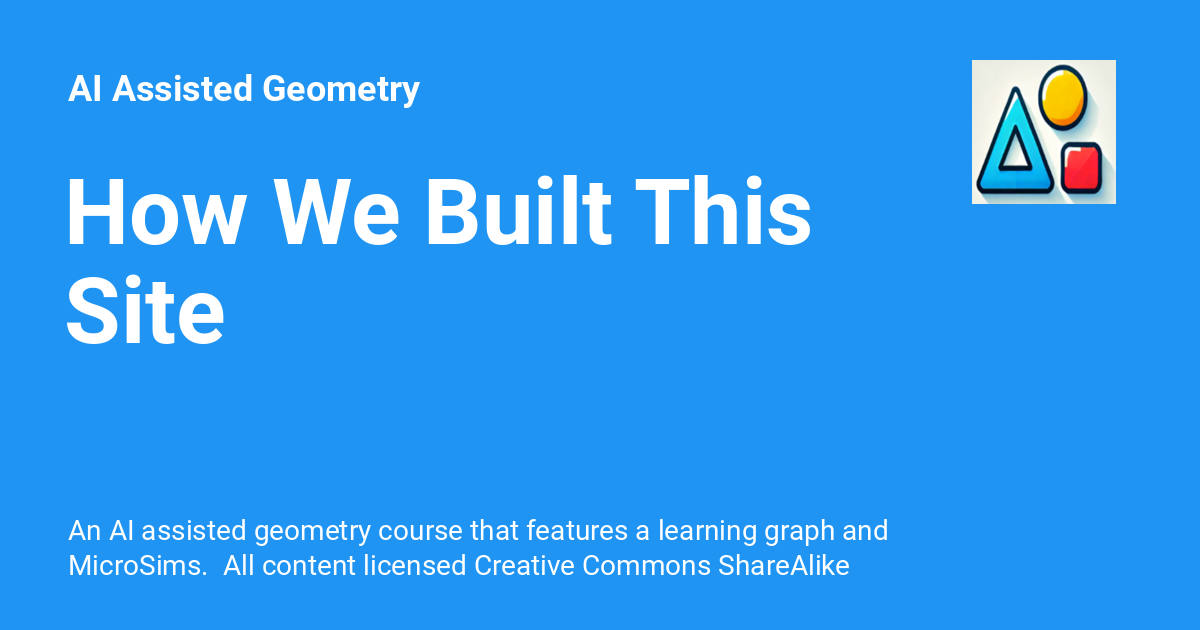 AI Assisted Geometry
How We Built This
Site
An AI assisted geometry course that features a learning graph and
MicroSims.  All content licensed Creative Commons ShareAlike